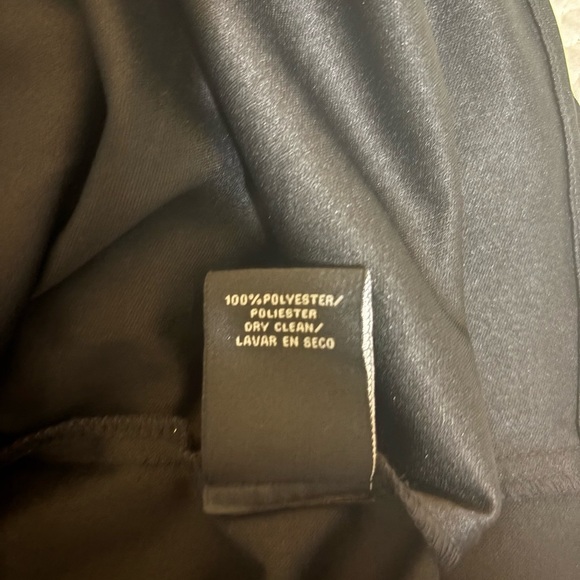 100% POLYESTER/
POLIESTER
DRY CLEAN/
LAVAR EN SECO